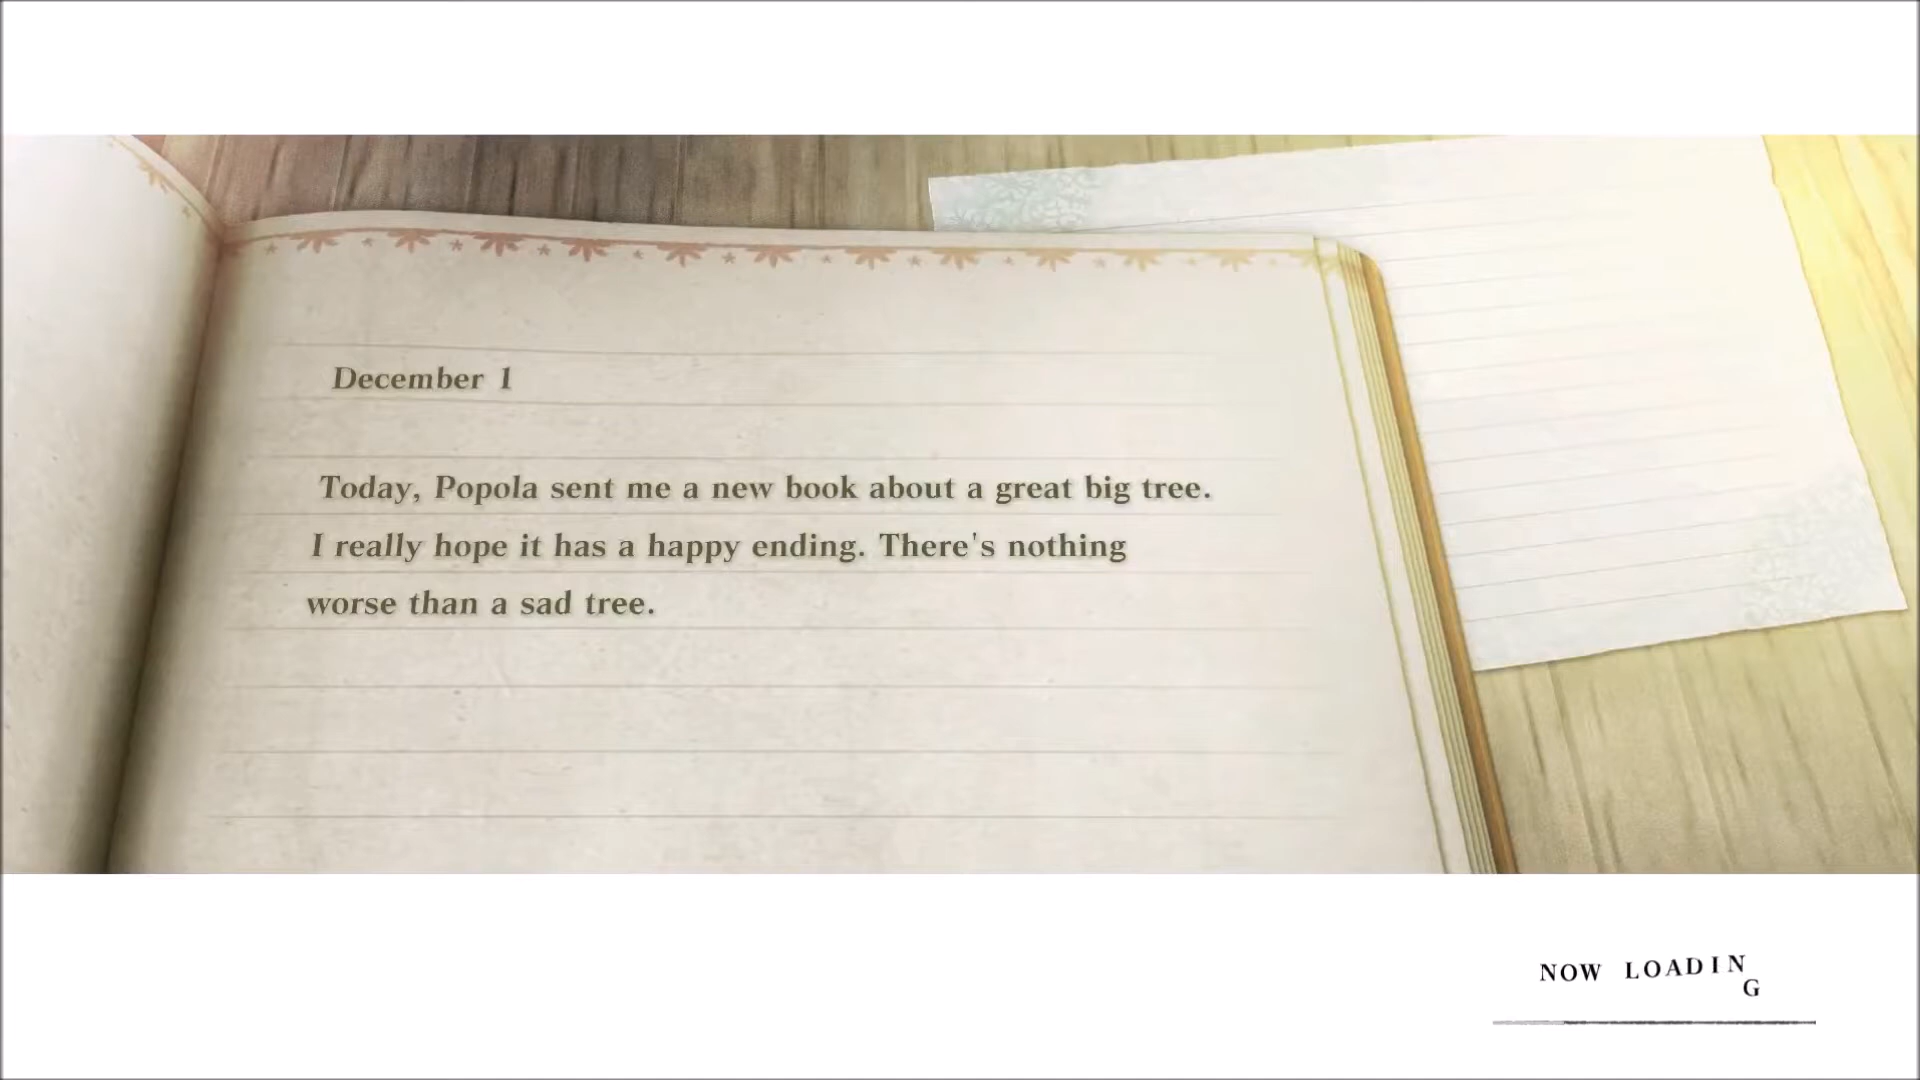 December 1
Today, Popola sent me a new book about a great big tree.
I really hope it has a happy ending. There's nothing
worse than a sad tree.
NOW LOADING